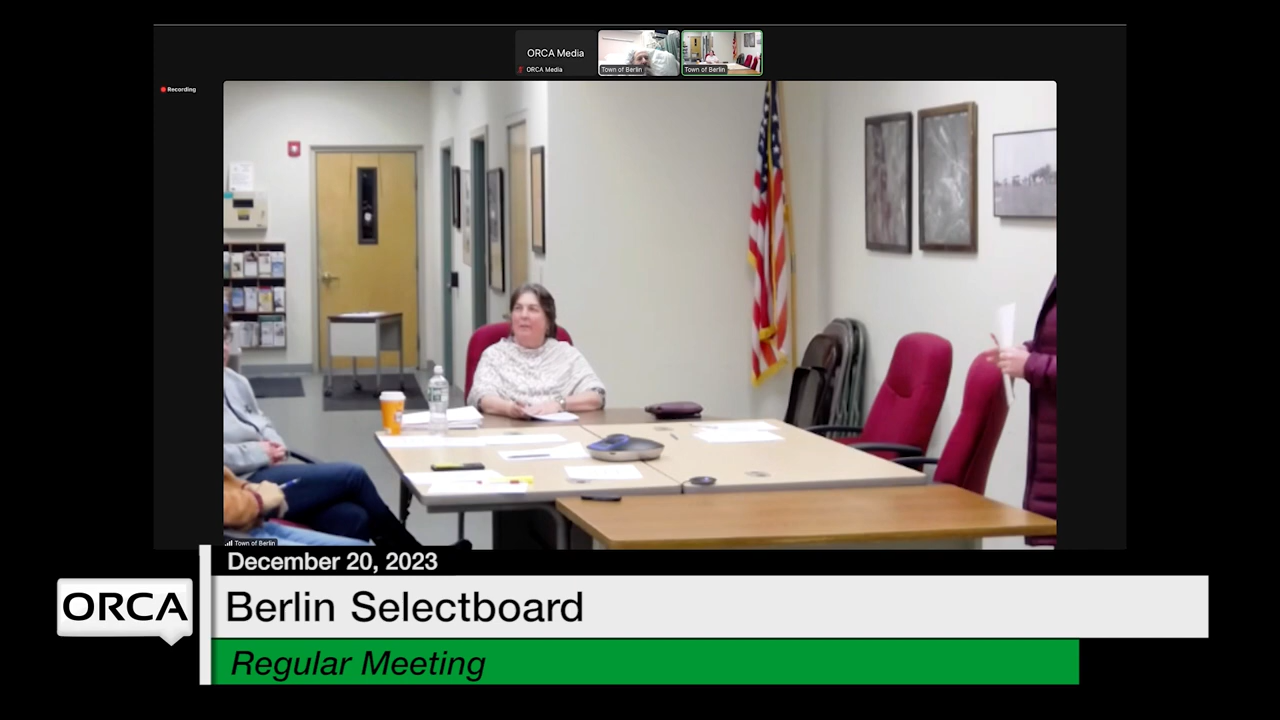 ORCA Media
ORCA Media
Town of Berlin
Town of Berlin
Recording
Town of Berlin
December 20, 2023
ORCA
Berlin Selectboard
Regular Meeting